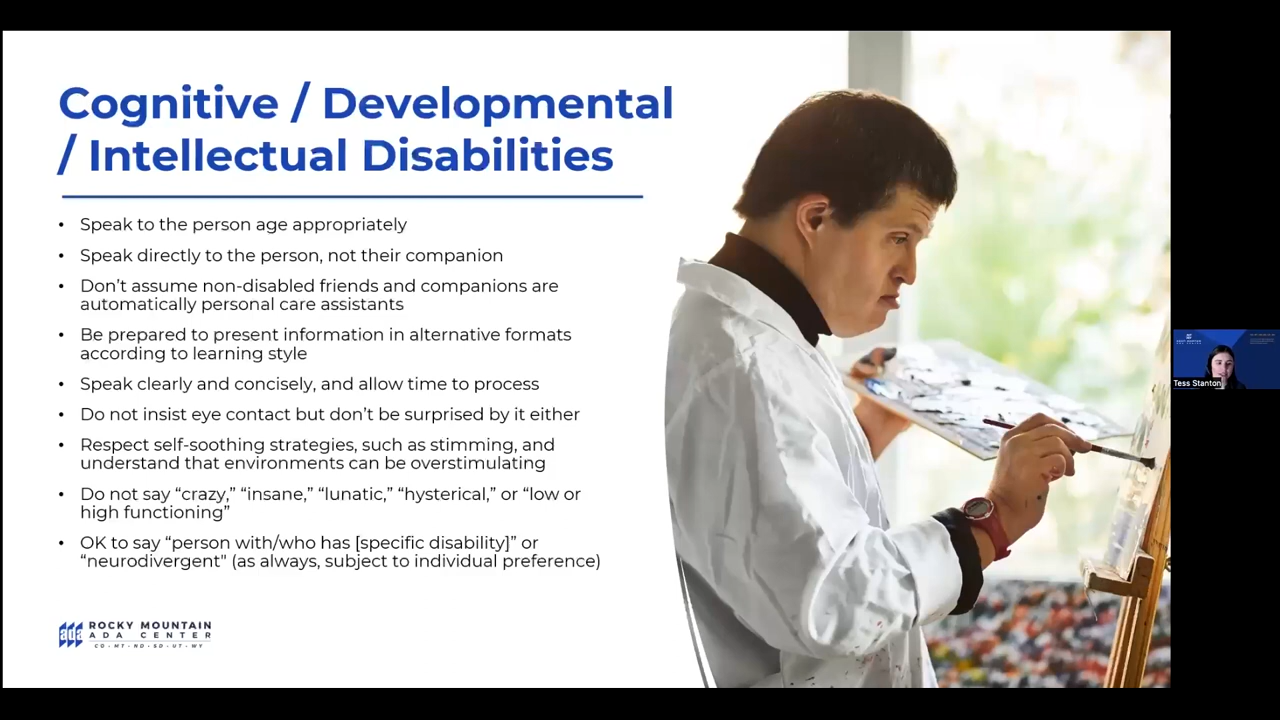 Cognitive / Developmental
/ Intellectual Disabilities
• Speak to the person age appropriately
• Speak directly to the person, not their companion
• Don’t assume non-disabled friends and companions are
automatically personal care assistants
• Be prepared to present information in alternative formats
according to learning style
• Speak clearly and concisely, and allow time to process
• Do not insist eye contact but don’t be surprised by it either
• Respect self-soothing strategies, such as stimming, and
understand that environments can be overstimulating
• Do not say “crazy,” “insane,” “lunatic,” “hysterical,” or “low or
high functioning”
• OK to say “person with/who has [specific disability]” or
“neurodivergent" (as always, subject to individual preference)
ada ROCKY MOUNTAIN
ADA CENTER
CO · MT · ND · SD · UT · WY
Tess Stanton